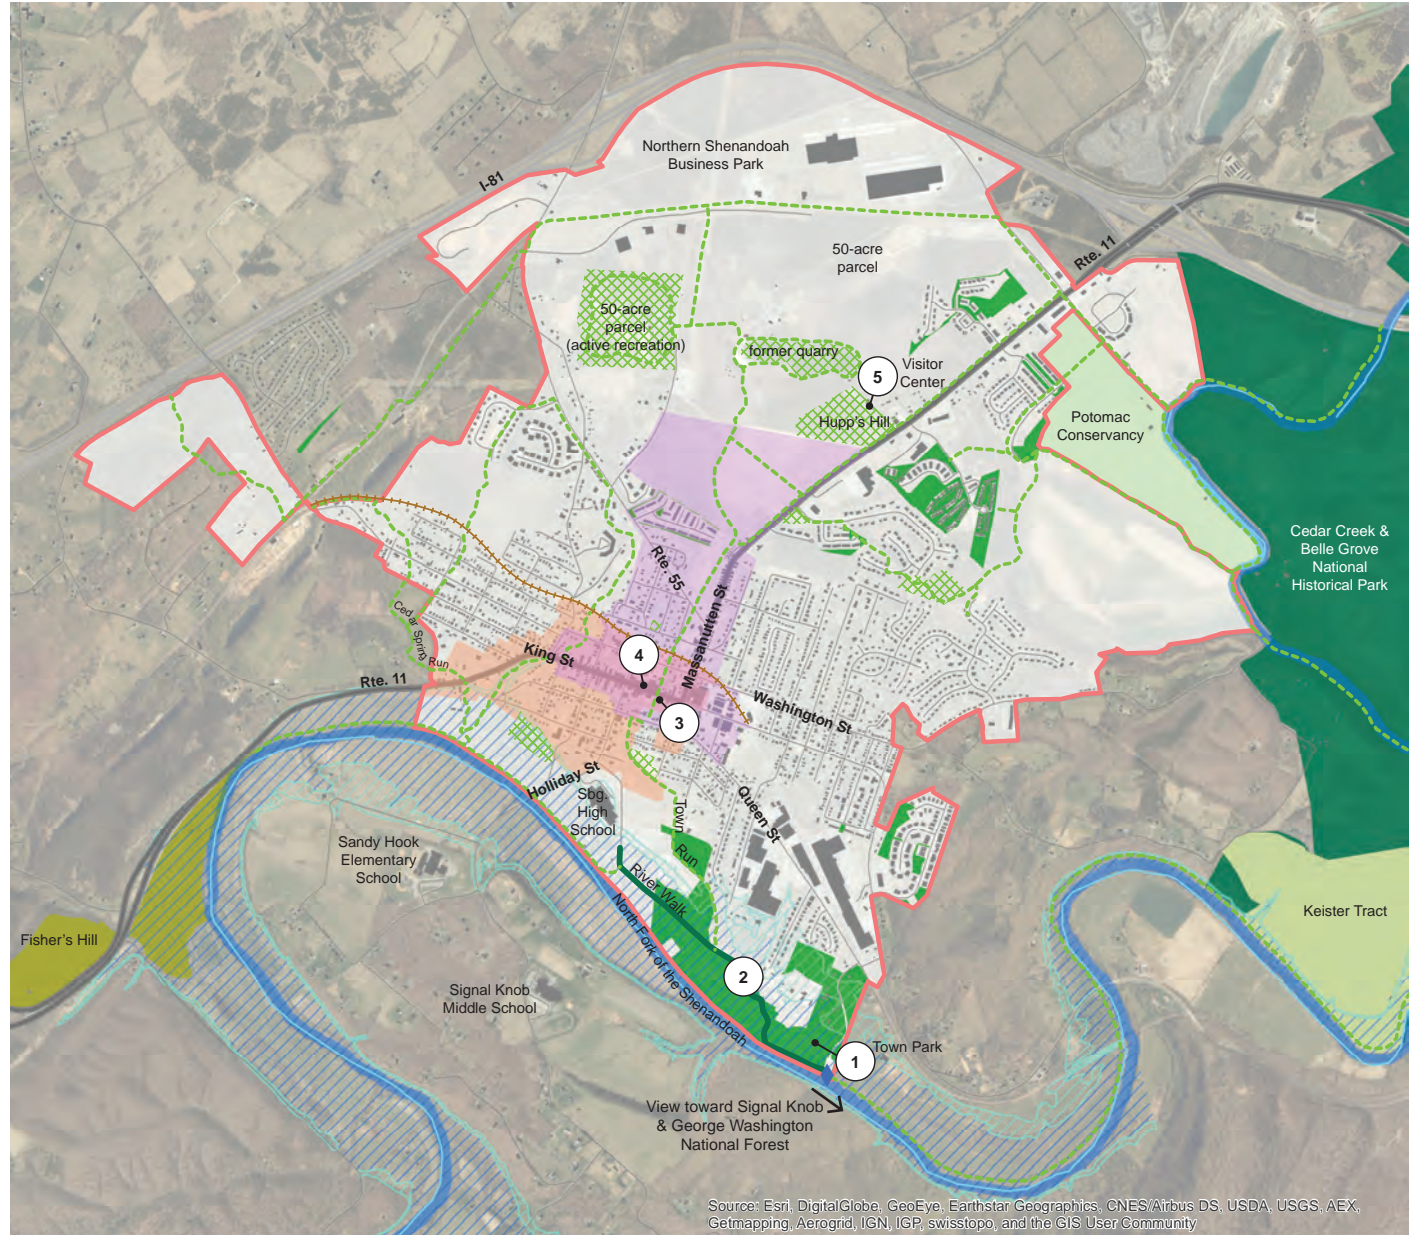 Northern Shenandoah
Business Park
I-81
Rte. 11
50-acre
parcel
50-acre
parcel
(active recreation)
former quarry
5
Visitor
Center
Hupp's Hill
Potomac
Conservancy
Cedar Creek &
Belle Grove
National
Historical Park
Rte. 55
Massanutten St
Cedar Spring Run
King St
4
Rte. 11
3
Washington St
Holliday St
Sbg.
High
School
Town
Run
Queen St
Sandy Hook
Elementary
School
River Walk
Keister Tract
Fisher's Hill
North Fork of the Shenandoah
2
Signal Knob
Middle School
1
Town Park
View toward Signal Knob
& George Washington
National Forest
Source: Esri, DigitalGlobe, GeoEye, Earthstar Geographics, CNES/Airbus DS, USDA, USGS, AEX,
Getmapping, Aerogrid, IGN, IGP, swisstopo, and the GIS User Community